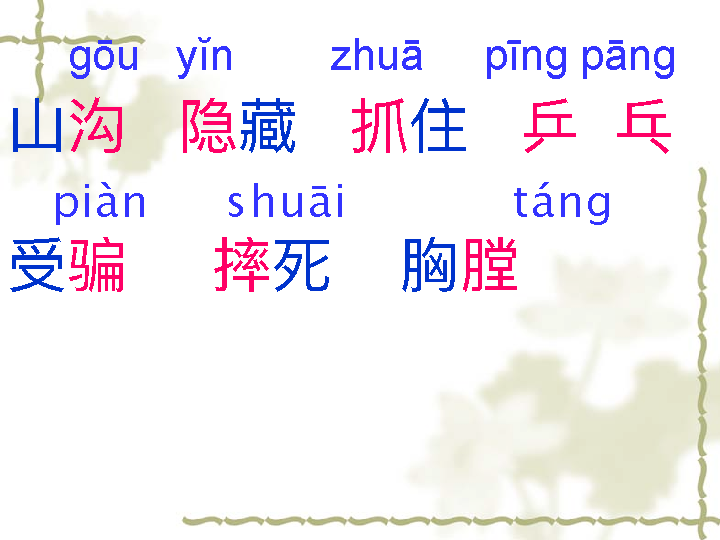 gōu yǐn zhuā pīng pāng
山沟 隐藏 抓住 乒 乓
piàn shuāi táng
受骗 摔死 胸膛